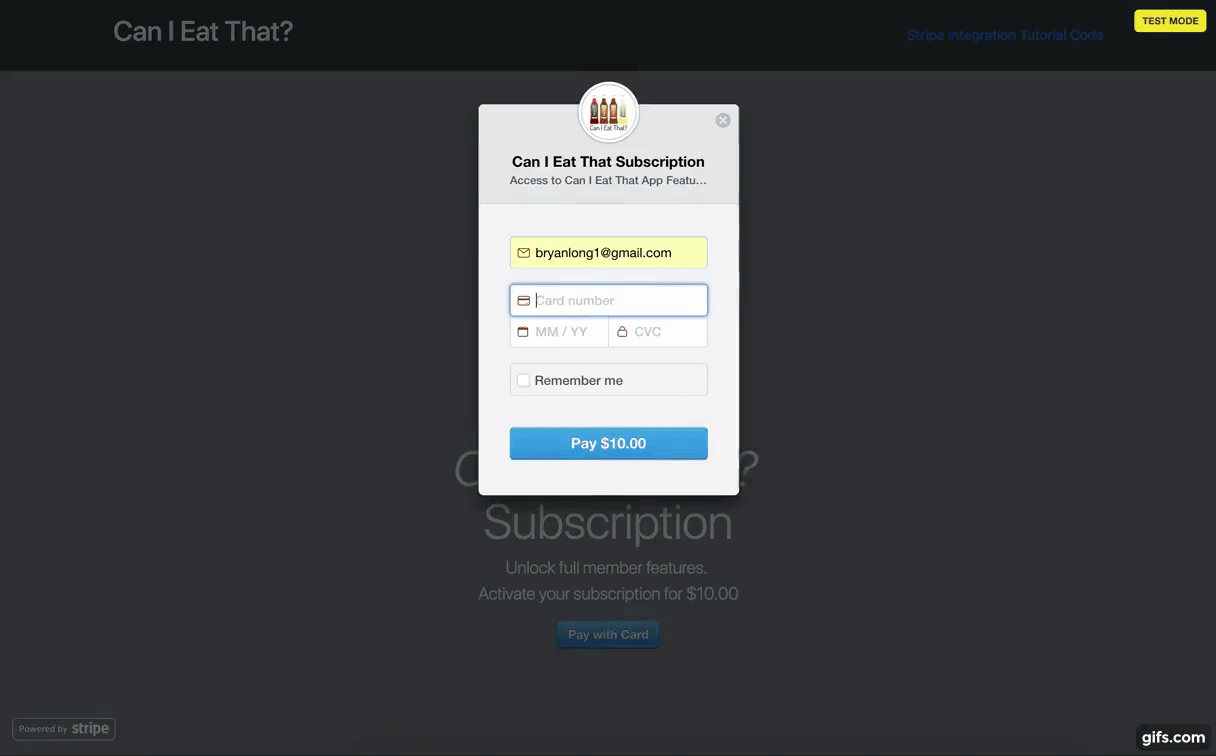 Can I Eat That?
Stripe Integration Tutorial Code
TEST MODE
Can I Eat That?
Can I Eat That Subscription
Access to Can I Eat That App Featu...
bryanlong1@gmail.com
Card number
MM / YY
CVC
Remember me
Pay $10.00
C ?
Subscription
Unlock full member features.
Activate your subscription for $10.00
Pay with Card
Powered by stripe
gifs.com